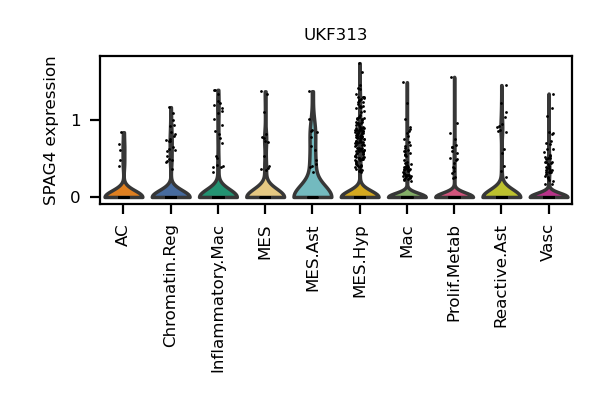 UKF313
SPAG4 expression
1
0
AC
Chromatin.Reg
Inflammatory.Mac
MES
MES.Ast
MES.Hyp
Mac
Prolif.Metab
Reactive.Ast
Vasc